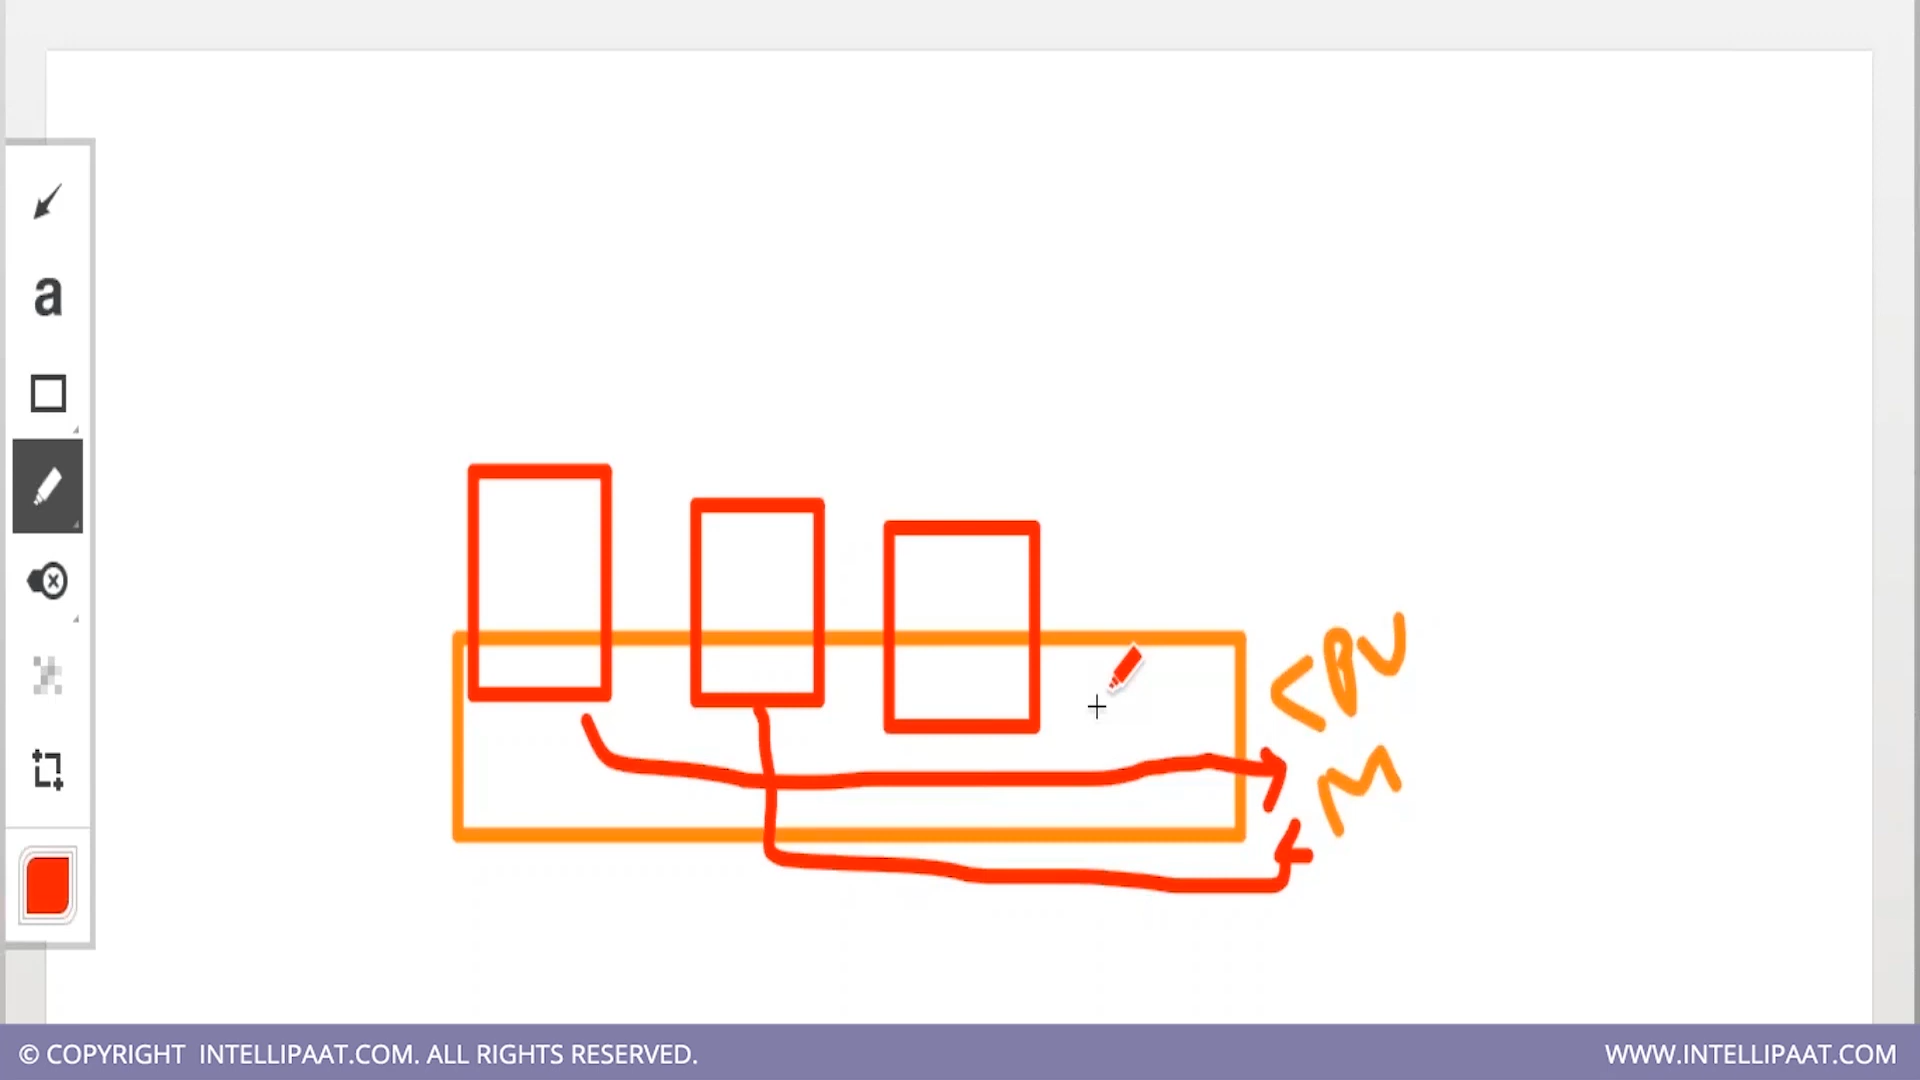 a
CPU
M
© COPYRIGHT INTELLIPAAT.COM. ALL RIGHTS RESERVED.
WWW.INTELLIPAAT.COM